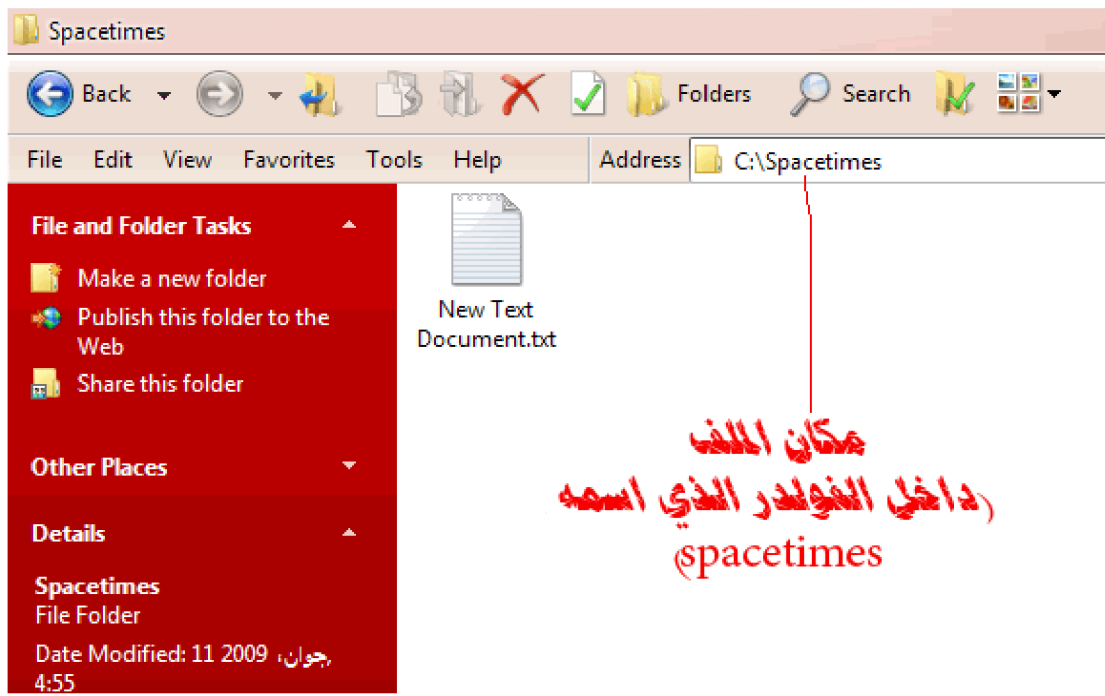 Spacetimes
Back
Folders
Search
File Edit View Favorites Tools Help
Address C:\Spacetimes
File and Folder Tasks
Make a new folder
Publish this folder to the
Web
Share this folder
Other Places
Details
Spacetimes
File Folder
Date Modified: 11 2009 ،جوان,
4:55
New Text
Document.txt
مكان الملف
(داخل الفولدر الذي اسمه
spacetimes)